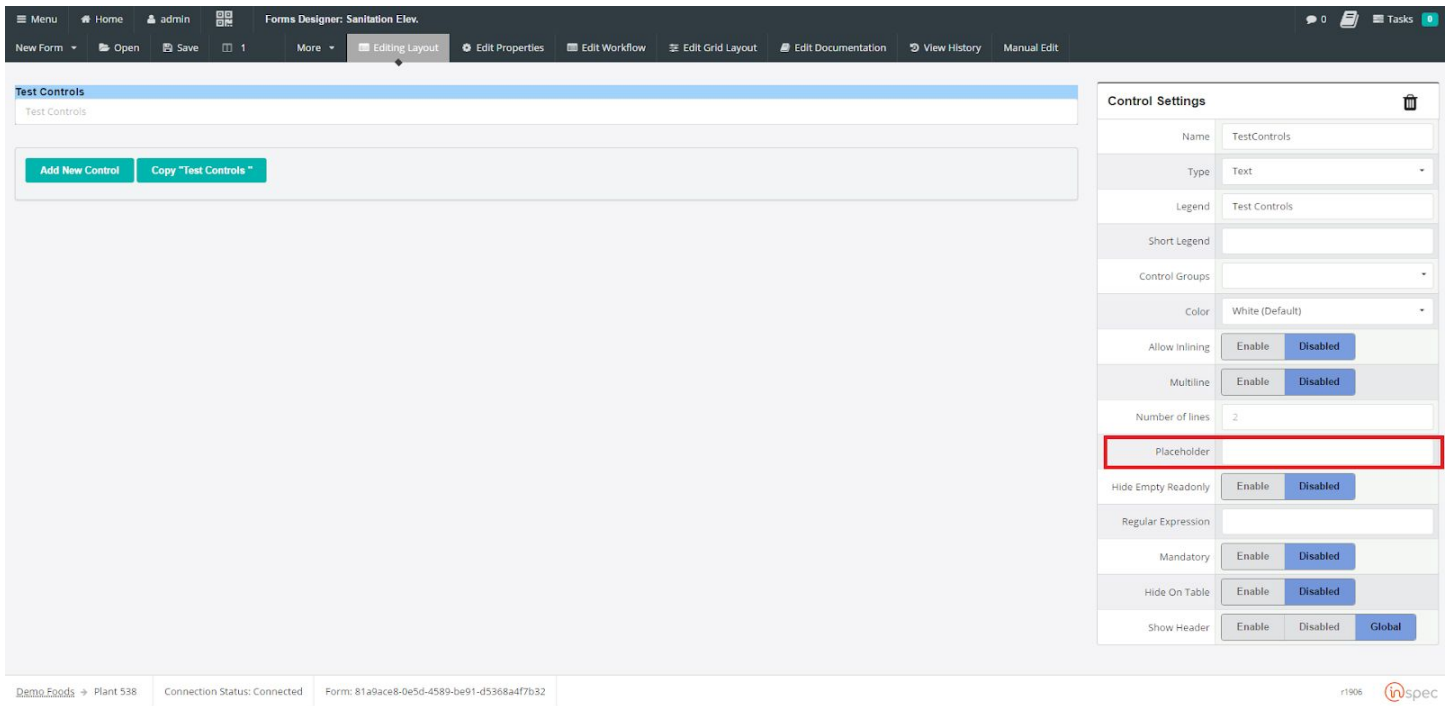 Menu Home admin Forms Designer: Sanitation Elev. 0 Tasks 0
New Form Open Save 1 More Editing Layout Edit Properties Edit Workflow Edit Grid Layout Edit Documentation View History Manual Edit
Test Controls
Test Controls
Add New Control Copy "Test Controls "
Control Settings
Name TestControls
Type Text
Legend Test Controls
Short Legend
Control Groups
Color White (Default)
Allow Inlining Enable Disabled
Multiline Enable Disabled
Number of lines 2
Placeholder
Hide Empty Readonly Enable Disabled
Regular Expression
Mandatory Enable Disabled
Hide On Table Enable Disabled
Show Header Enable Disabled Global
Demo Foods → Plant 538 Connection Status: Connected Form: 81a9ace8-0e5d-4589-be91-d5368a4f7b32 r1906 inspec